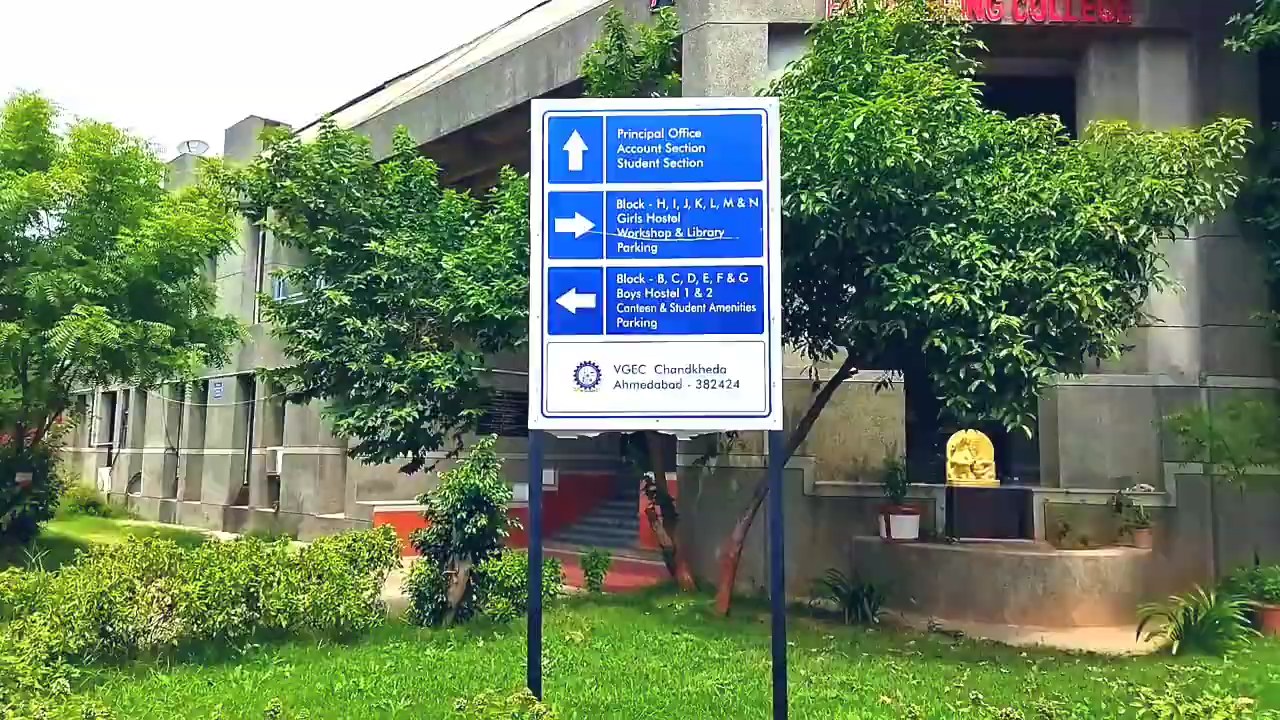 COLLEGE
Principal Office
Account Section
Student Section
Block - H, I, J, K, L, M & N
Girls Hostel
Workshop & Library
Parking
Block - B, C, D, E, F & G
Boys Hostel 1 & 2
Canteen & Student Amenities
Parking
VGEC Chandkheda
Ahmedabad - 382424